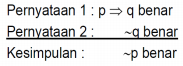 Pernyataan 1 : p ⇒ q benar
Pernyataan 2 : ~q benar
Kesimpulan : ~p benar